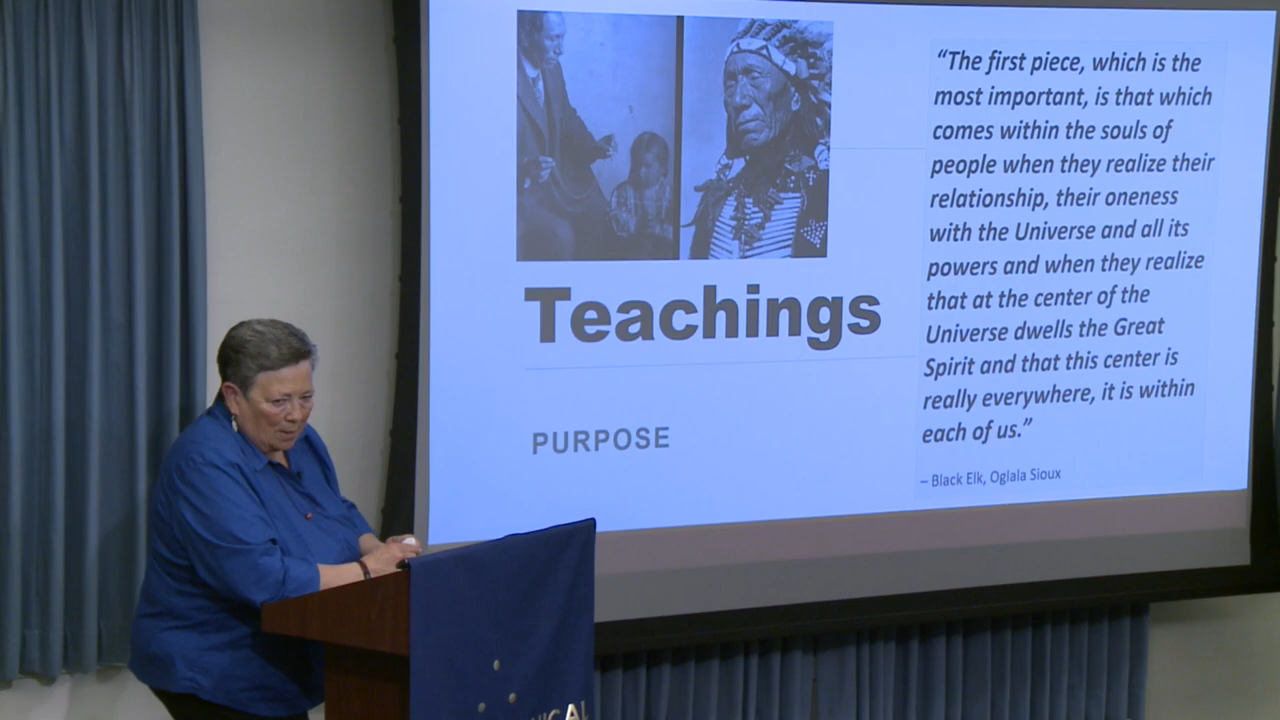 Teachings
PURPOSE
“The first piece, which is the
most important, is that which
comes within the souls of
people when they realize their
relationship, their oneness
with the Universe and all its
powers and when they realize
that at the center of the
Universe dwells the Great
Spirit and that this center is
really everywhere, it is within
each of us.”
– Black Elk, Oglala Sioux